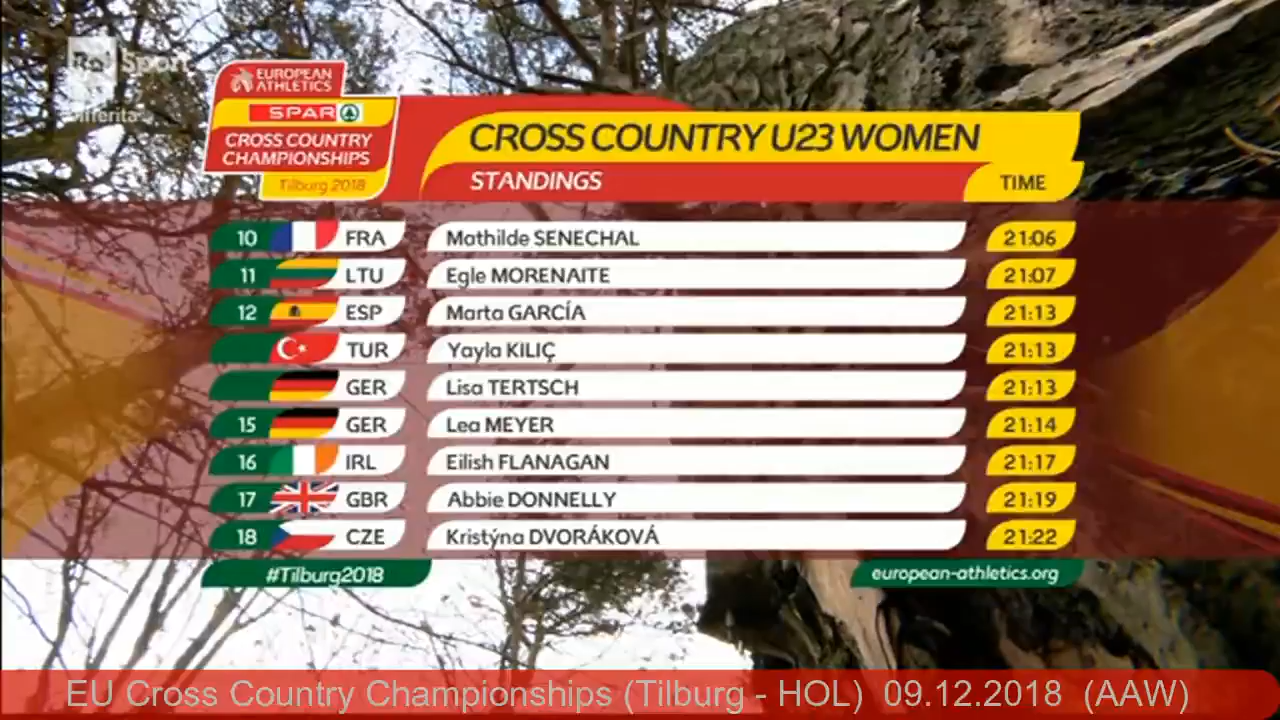 Rai Sport
differita
EUROPEAN
ATHLETICS
SPAR
CROSS COUNTRY
CHAMPIONSHIPS
Tilburg 2018
CROSS COUNTRY U23 WOMEN
STANDINGS TIME
10 FRA Mathilde SENECHAL 21:06
11 LTU Egle MORENAITE 21:07
12 ESP Marta GARCÍA 21:13
TUR Yayla KILIÇ 21:13
GER Lisa TERTSCH 21:13
15 GER Lea MEYER 21:14
16 IRL Eilish FLANAGAN 21:17
17 GBR Abbie DONNELLY 21:19
18 CZE Kristýna DVORÁKOVÁ 21:22
#Tilburg2018 european-athletics.org
EU Cross Country Championships (Tilburg - HOL) 09.12.2018 (AAW)